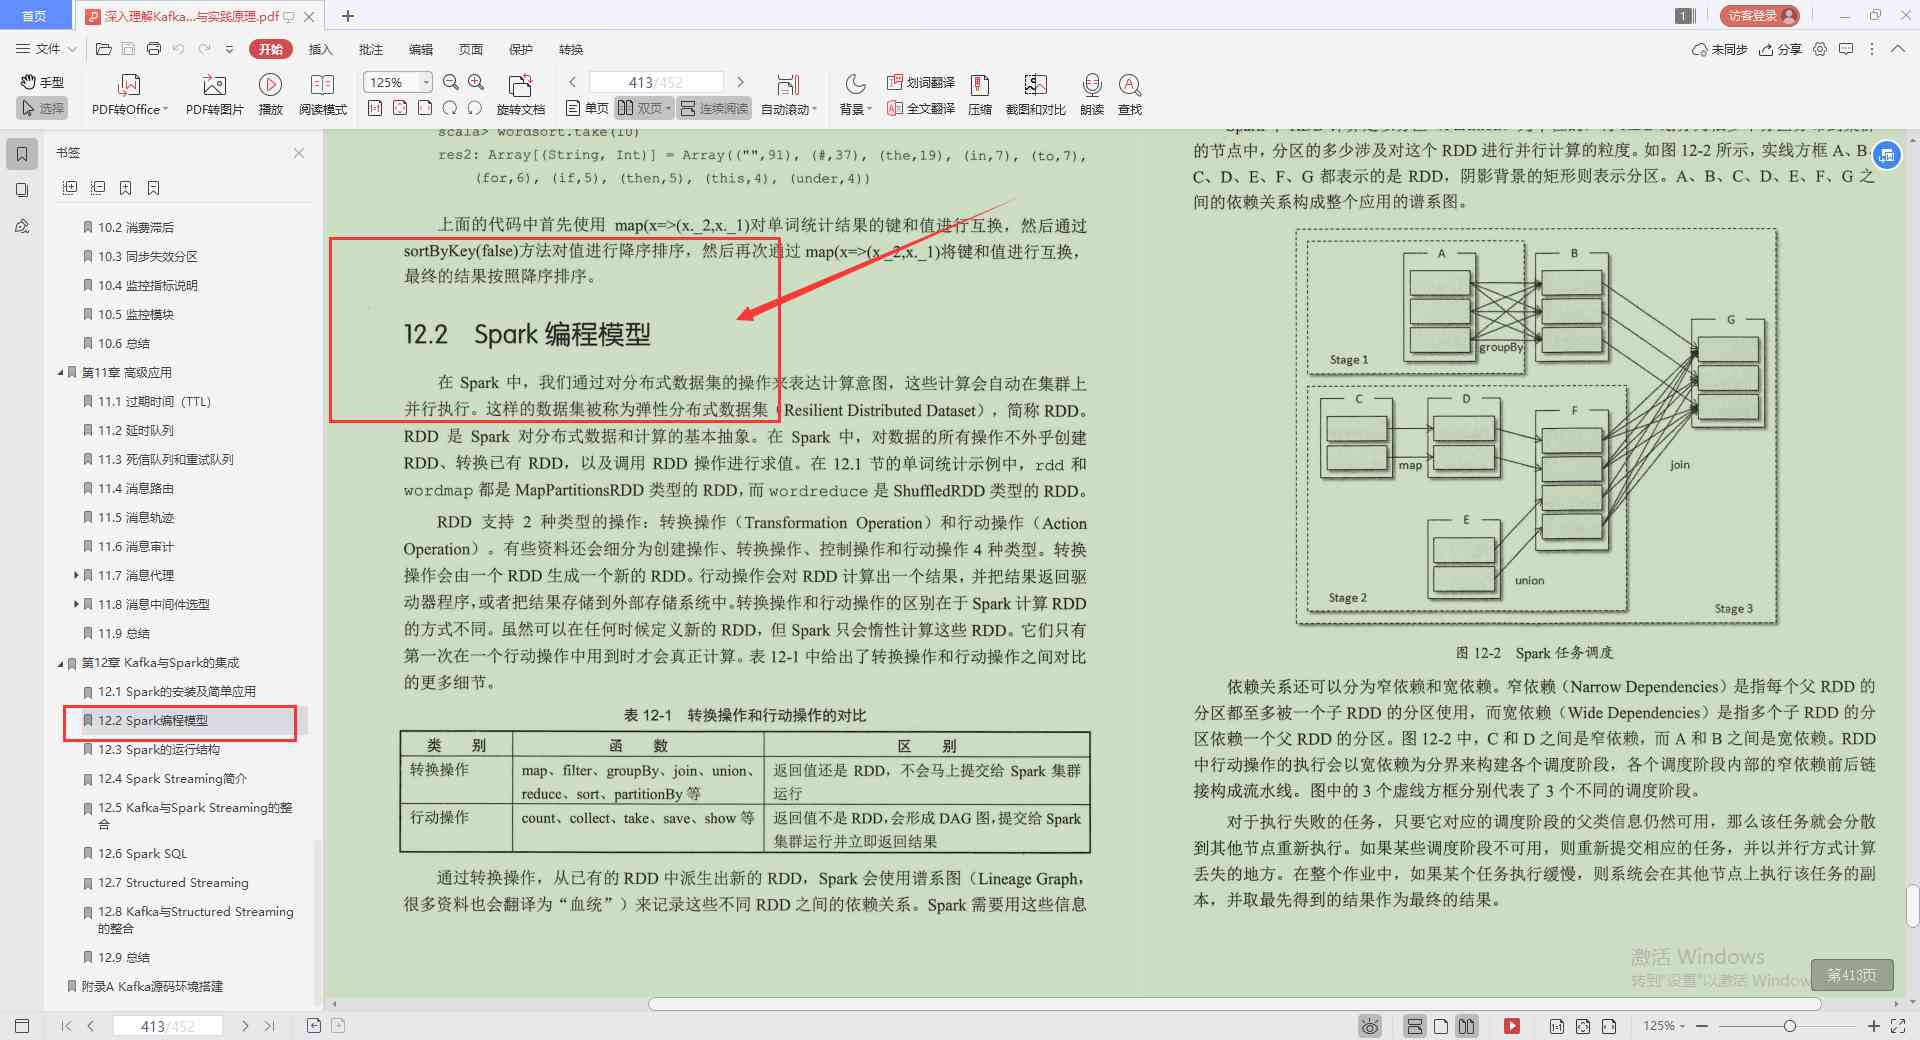 首页
深入理解Kafka...与实践原理.pdf
1
访客登录
文件
开始
插入
批注
编辑
页面
保护
转换
未同步
分享
手型
选择
PDF转Office
PDF转图片
播放
阅读模式
125%
旋转文档
413/452
单页
双页
连续阅读
自动滚动
背景
划词翻译
全文翻译
压缩
截图和对比
朗读
查找
书签
10.2 消费滞后
10.3 同步失效分区
10.4 监控指标说明
10.5 监控模块
10.6 总结
第11章 高级应用
11.1 过期时间（TTL）
11.2 延时队列
11.3 死信队列和重试队列
11.4 消息路由
11.5 消息轨迹
11.6 消息审计
11.7 消息代理
11.8 消息中间件选型
11.9 总结
第12章 Kafka与Spark的集成
12.1 Spark的安装及简单应用
12.2 Spark编程模型
12.3 Spark的运行结构
12.4 Spark Streaming简介
12.5 Kafka与Spark Streaming的整
合
12.6 Spark SQL
12.7 Structured Streaming
12.8 Kafka与Structured Streaming
的整合
12.9 总结
附录A Kafka源码环境搭建
scala> wordsort.take(10)
res2: Array[(String, Int)] = Array(("",91), (#,37), (the,19), (in,7), (to,7),
(for,6), (if,5), (then,5), (this,4), (under,4))
上面的代码中首先使用 map(x=>(x._2,x._1)对单词统计结果的键和值进行互换，然后通过
sortByKey(false)方法对值进行降序排序，然后再次通过 map(x=>(x._2,x._1)将键和值进行互换，
最终的结果按照降序排序。
12.2 Spark 编程模型
在 Spark 中，我们通过对分布式数据集的操作来表达计算意图，这些计算会自动在集群上
并行执行。这样的数据集被称为弹性分布式数据集（Resilient Distributed Dataset），简称 RDD。
RDD 是 Spark 对分布式数据和计算的基本抽象。在 Spark 中，对数据的所有操作不外乎创建
RDD、转换已有 RDD，以及调用 RDD 操作进行求值。在 12.1 节的单词统计示例中，rdd 和
wordmap 都是 MapPartitionsRDD 类型的 RDD，而 wordreduce 是 ShuffledRDD 类型的 RDD。
RDD 支持 2 种类型的操作：转换操作（Transformation Operation）和行动操作（Action
Operation）。有些资料还会细分为创建操作、转换操作、控制操作和行动操作 4 种类型。转换
操作会由一个 RDD 生成一个新的 RDD。行动操作会对 RDD 计算出一个结果，并把结果返回驱
动器程序，或者把结果存储到外部存储系统中。转换操作和行动操作的区别在于 Spark 计算 RDD
的方式不同。虽然可以在任何时候定义新的 RDD，但 Spark 只会惰性计算这些 RDD。它们只有
第一次在一个行动操作中用到时才会真正计算。表 12-1 中给出了转换操作和行动操作之间对比
的更多细节。
表 12-1 转换操作和行动操作的对比
类 别 函 数 区 别
转换操作 map、filter、groupBy、join、union、 返回值还是 RDD，不会马上提交给 Spark 集群
reduce、sort、partitionBy 等 运行
行动操作 count、collect、take、save、show 等 返回值不是 RDD，会形成 DAG 图，提交给 Spark
集群运行并立即返回结果
通过转换操作，从已有的 RDD 中派生出新的 RDD，Spark 会使用谱系图（Lineage Graph，
很多资料也会翻译为“血统”）来记录这些不同 RDD 之间的依赖关系。Spark 需要用这些信息
的节点中，分区的多少涉及对这个 RDD 进行并行计算的粒度。如图 12-2 所示，实线方框 A、B、
C、D、E、F、G 都表示的是 RDD，阴影背景的矩形则表示分区。A、B、C、D、E、F、G 之
间的依赖关系构成整个应用的谱系图。
A
B
G
groupBy
Stage 1
C
D
F
map
join
E
union
Stage 2
Stage 3
图 12-2 Spark 任务调度
依赖关系还可以分为窄依赖和宽依赖。窄依赖（Narrow Dependencies）是指每个父 RDD 的
分区都至多被一个子 RDD 的分区使用，而宽依赖（Wide Dependencies）是指多个子 RDD 的分
区依赖一个父 RDD 的分区。图 12-2 中，C 和 D 之间是窄依赖，而 A 和 B 之间是宽依赖。RDD
中行动操作的执行会以宽依赖为分界来构建各个调度阶段，各个调度阶段内部的窄依赖前后链
接构成流水线。图中的 3 个虚线方框分别代表了 3 个不同的调度阶段。
对于执行失败的任务，只要它对应的调度阶段的父类信息仍然可用，那么该任务就会分散
到其他节点重新执行。如果某些调度阶段不可用，则重新提交相应的任务，并以并行方式计算
丢失的地方。在整个作业中，如果某个任务执行缓慢，则系统会在其他节点上执行该任务的副
本，并取最先得到的结果作为最终的结果。
激活 Windows
转到“设置”以激活 Window
第413页
413/452
125%